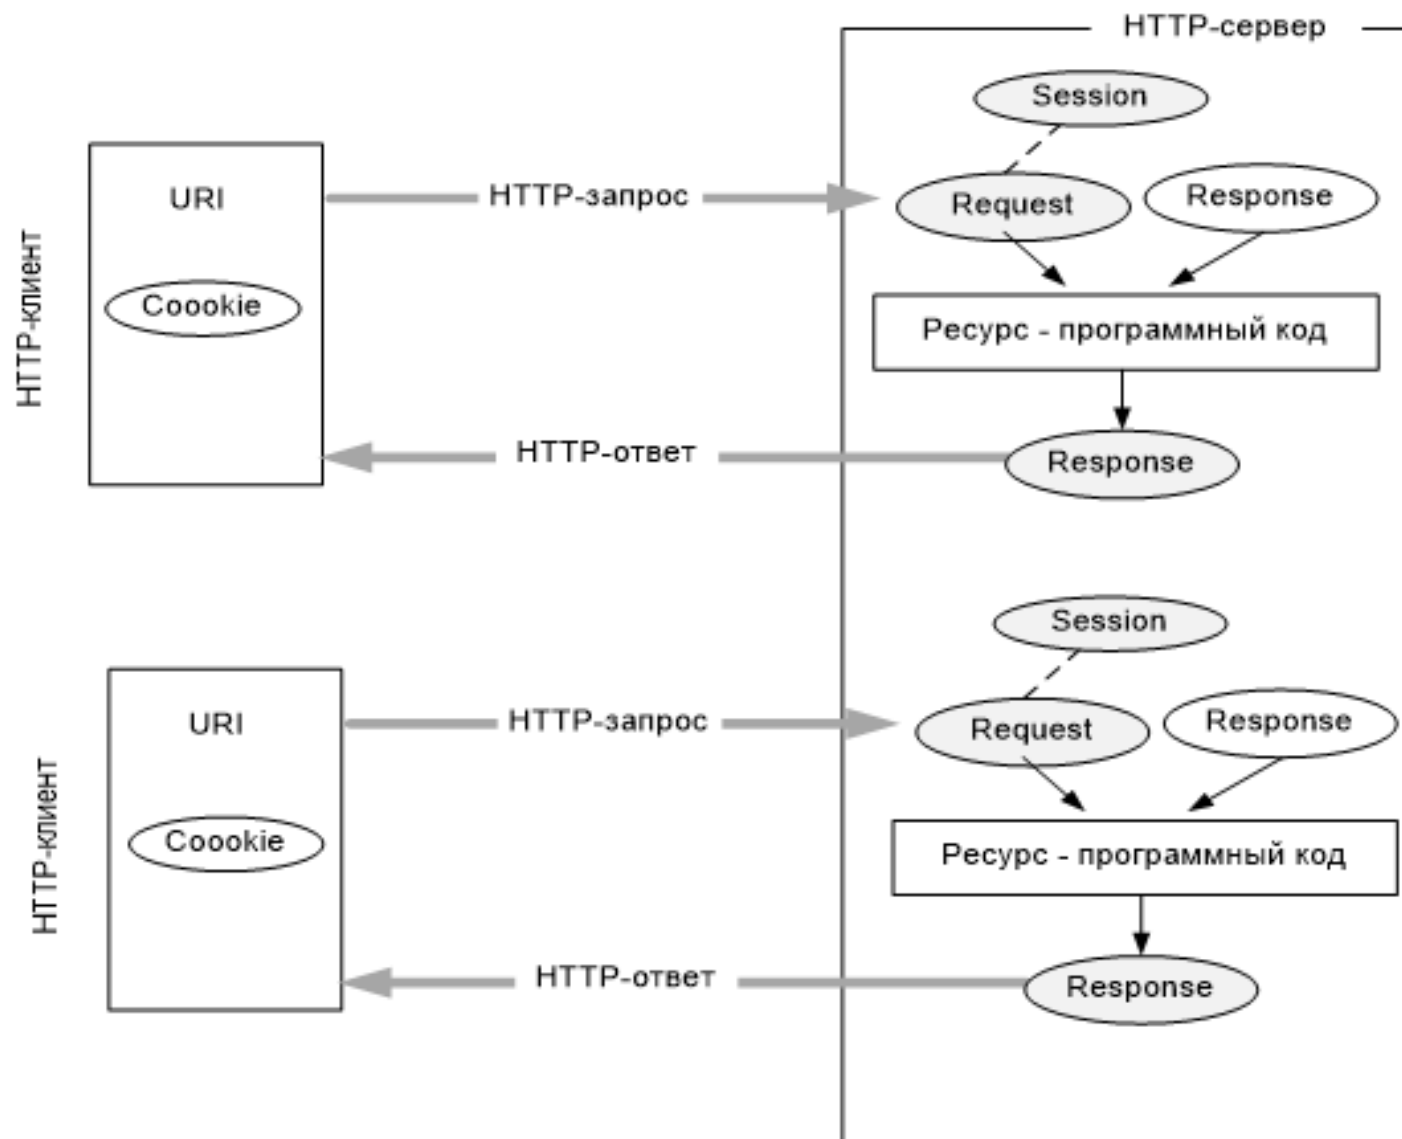 HTTP-сервер
Session
URI
HTTP-запрос
Request
Response
HTTP-клиент
Coookie
Ресурс - программный код
HTTP-ответ
Response
Session
URI
HTTP-запрос
Request
Response
HTTP-клиент
Coookie
Ресурс - программный код
HTTP-ответ
Response